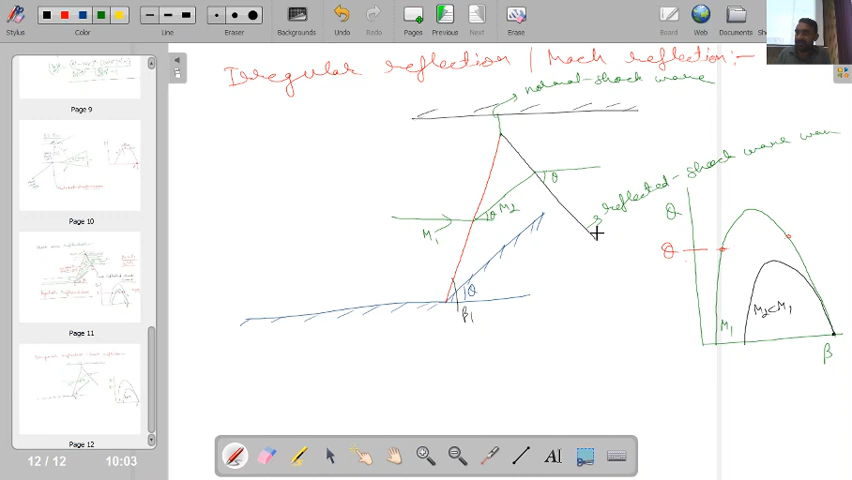 Stylus
Color
Line
Eraser
Backgrounds
Undo
Redo
Pages
Previous
Next
Erase
Board
Web
Documents
Page 9
Page 10
Page 11
Page 12
12 / 12
10:03
Irregular reflection / Mach reflection:-
normal-shock wave
reflected-shock wave
M1
θ M2
θ
θ
β1
θ
θ
M1
M2<M1
β
AI